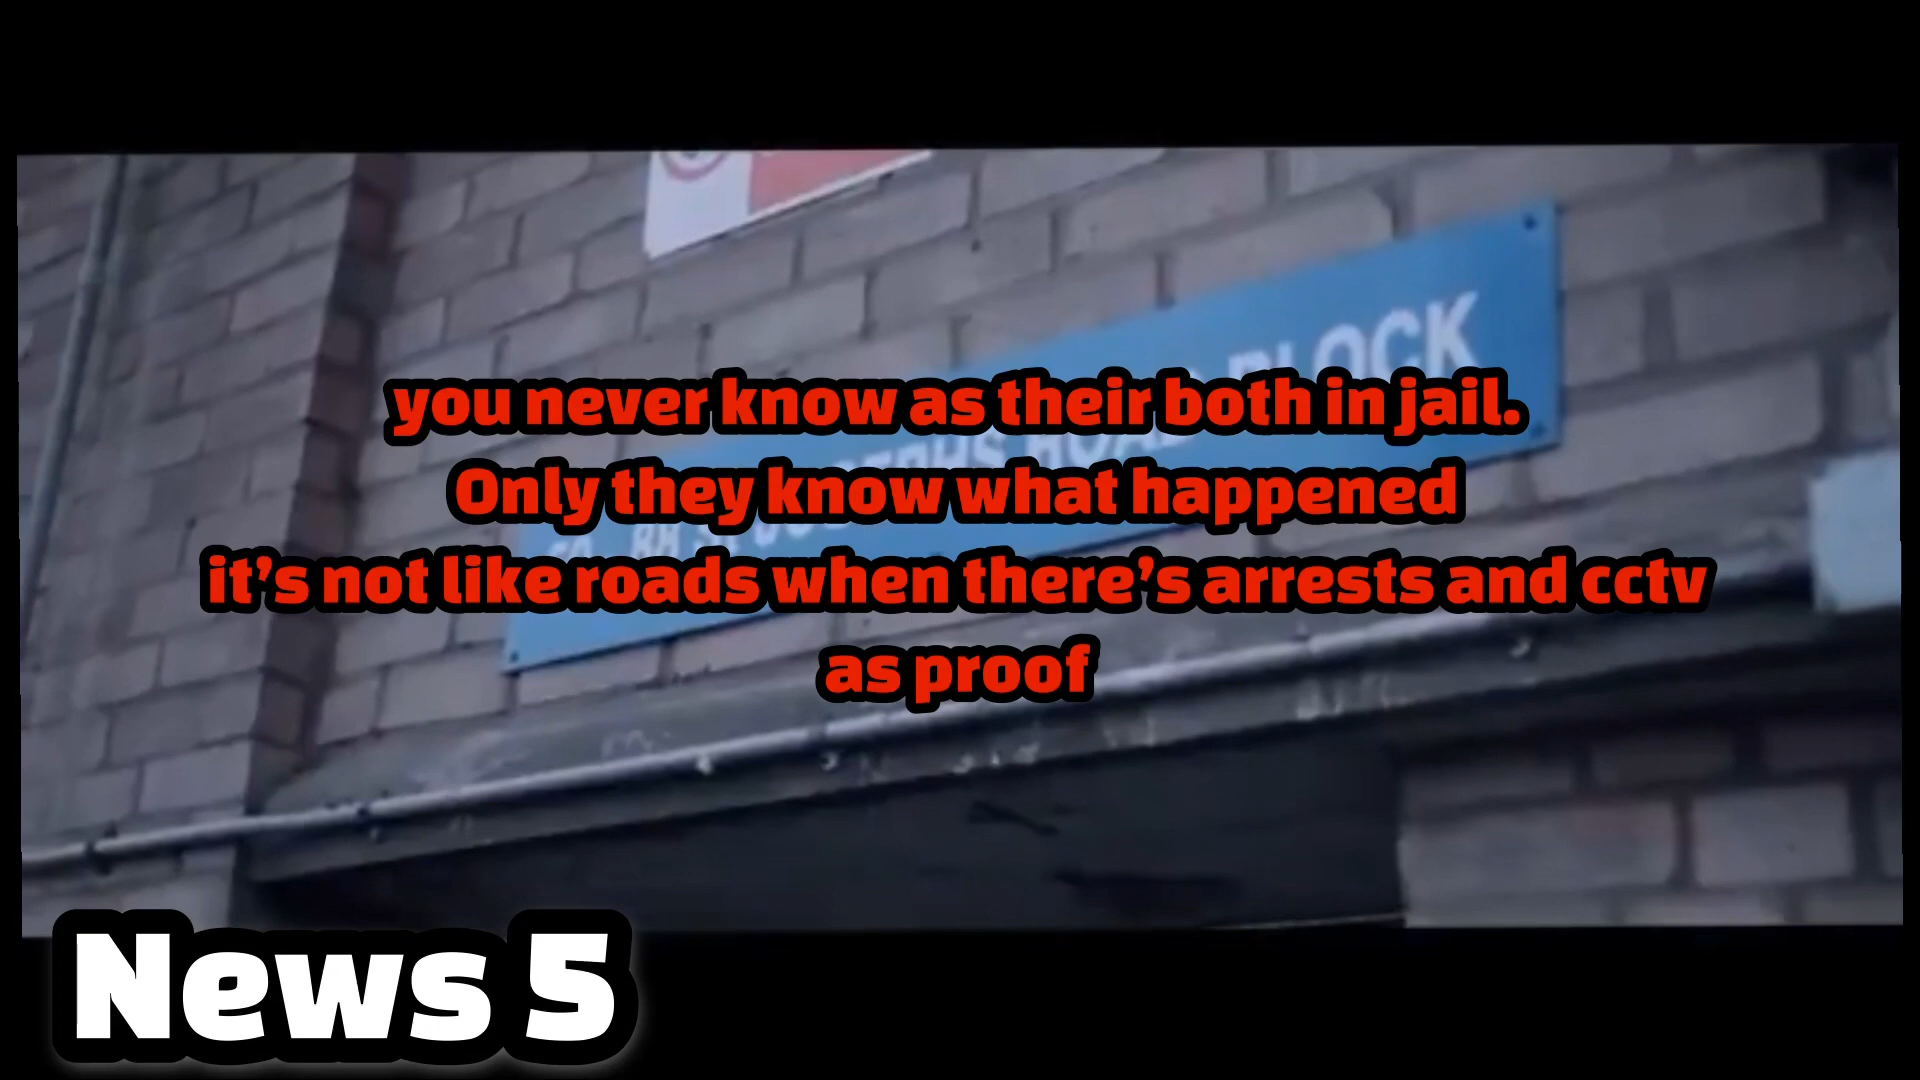 BLOCK
you never know as their both in jail.
Only they know what happened
it’s not like roads when there’s arrests and cctv
as proof
News 5